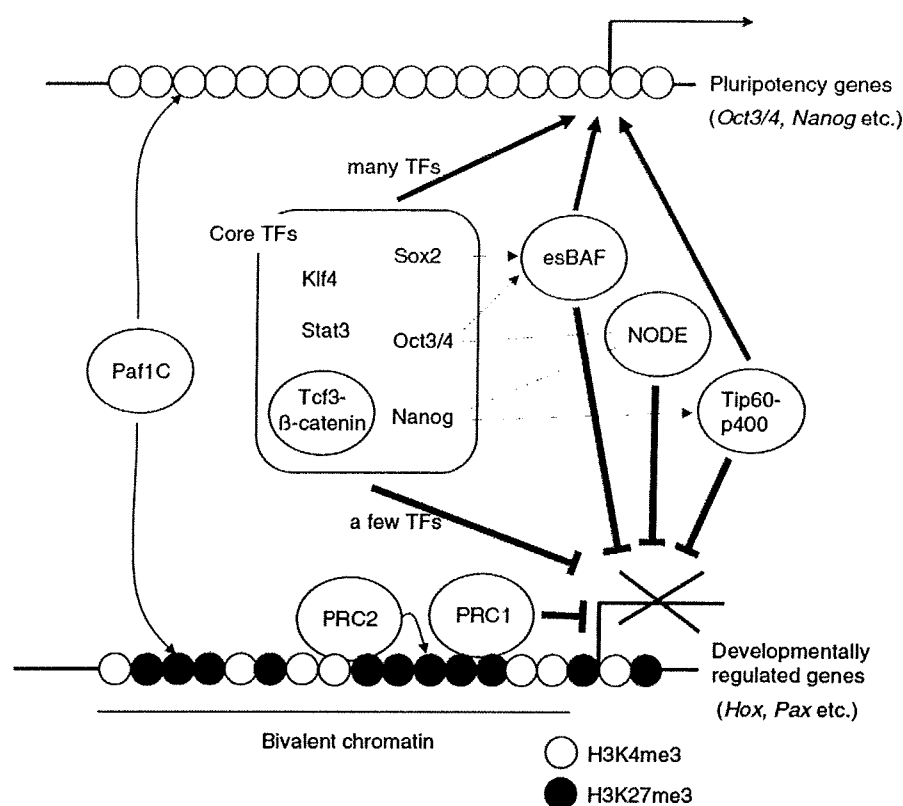 Pluripotency genes
(Oct3/4, Nanog etc.)
many TFs
Core TFs
Sox2
esBAF
Klf4
Stat3
Oct3/4
NODE
Paf1C
Tcf3-
ß-catenin
Nanog
Tip60-
p400
a few TFs
PRC2
PRC1
Developmentally
regulated genes
(Hox, Pax etc.)
Bivalent chromatin
H3K4me3
H3K27me3